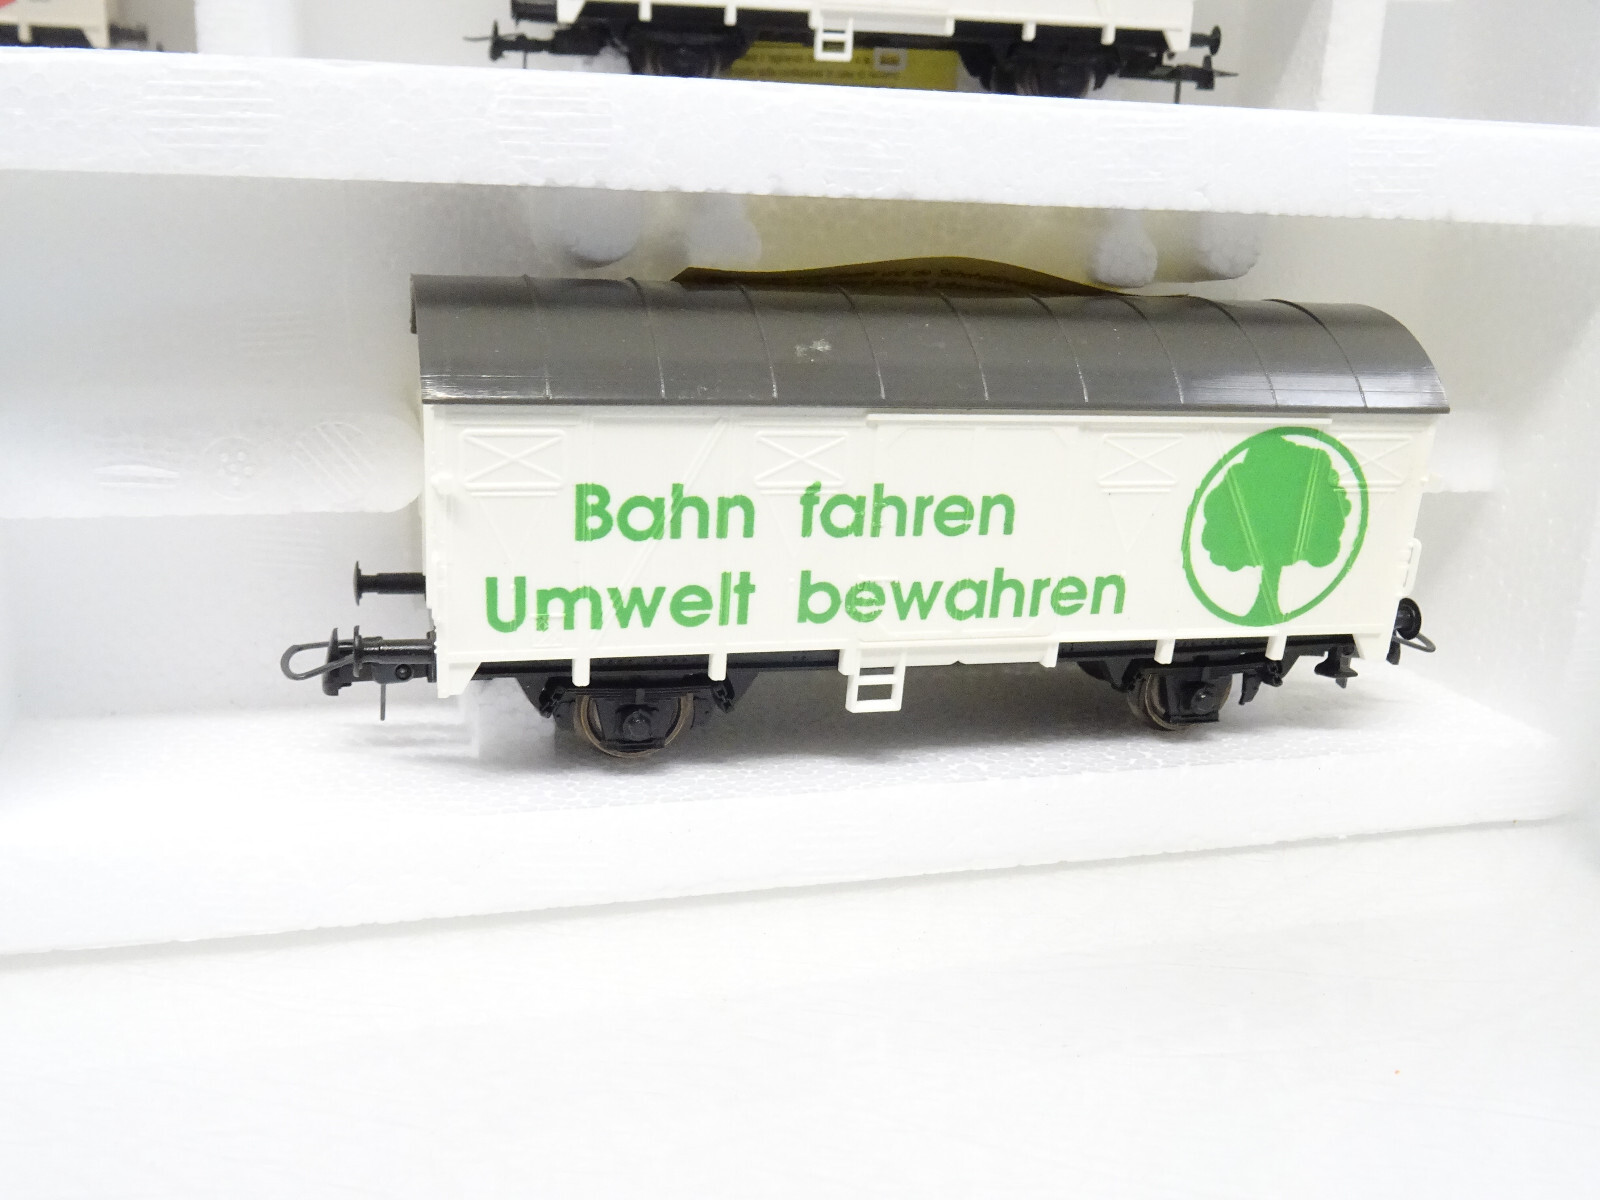 Bahn fahren
Umwelt bewahren